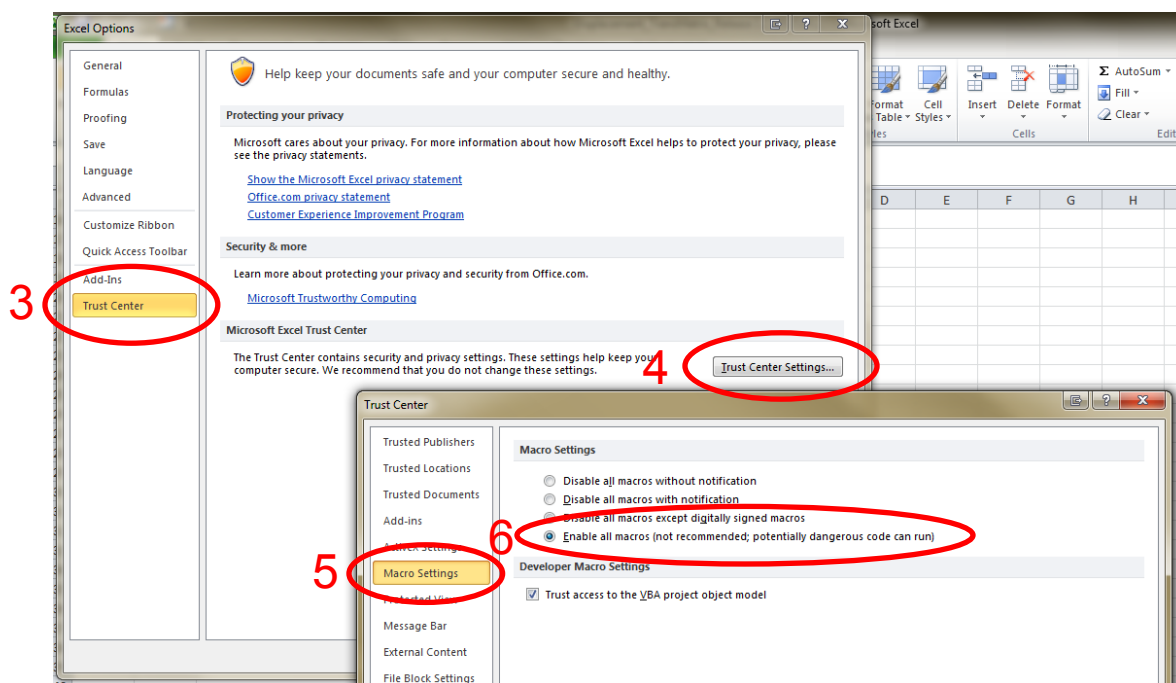 Excel Options
soft Excel
General
Formulas
Proofing
Save
Language
Advanced
Customize Ribbon
Quick Access Toolbar
Add-Ins
Trust Center
3
Help keep your documents safe and your computer secure and healthy.
Protecting your privacy
Microsoft cares about your privacy. For more information about how Microsoft Excel helps to protect your privacy, please
see the privacy statements.
Show the Microsoft Excel privacy statement
Office.com privacy statement
Customer Experience Improvement Program
Security & more
Learn more about protecting your privacy and security from Office.com.
Microsoft Trustworthy Computing
Microsoft Excel Trust Center
The Trust Center contains security and privacy settings. These settings help keep your
computer secure. We recommend that you do not change these settings.
4
Trust Center Settings...
Format Cell Insert Delete Format
Table Styles
Σ AutoSum
Fill
Clear
Cells
Edit
D E F G H
Trust Center
Trusted Publishers
Trusted Locations
Trusted Documents
Add-ins
ActiveX Settings
5
Macro Settings
Protected View
Message Bar
External Content
File Block Settings
Macro Settings
Disable all macros without notification
Disable all macros with notification
Disable all macros except digitally signed macros
6
Enable all macros (not recommended; potentially dangerous code can run)
Developer Macro Settings
Trust access to the VBA project object model